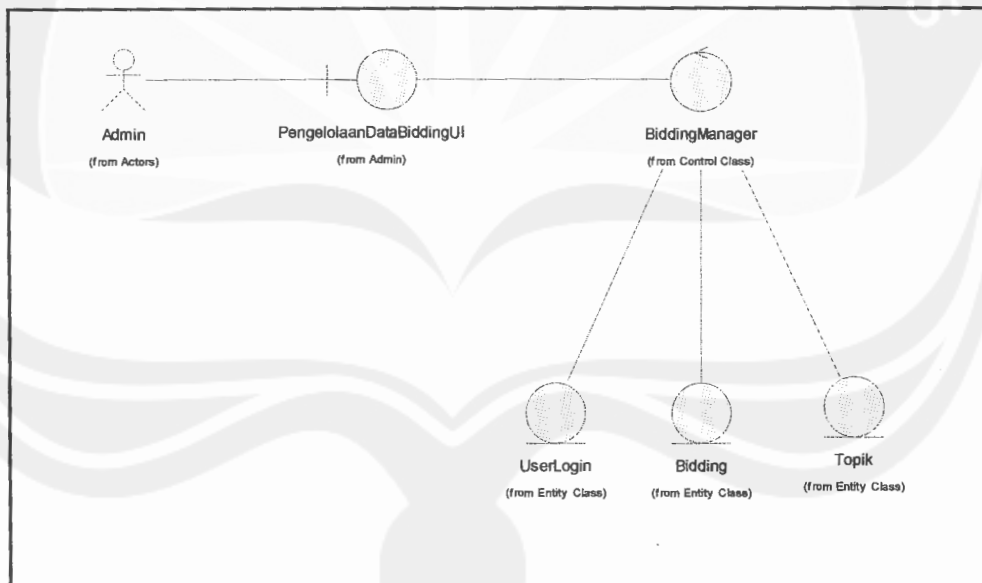 Admin
(from Actors)
PengelolaanDataBiddingUI
(from Admin)
BiddingManager
(from Control Class)
UserLogin
(from Entity Class)
Bidding
(from Entity Class)
Topik
(from Entity Class)